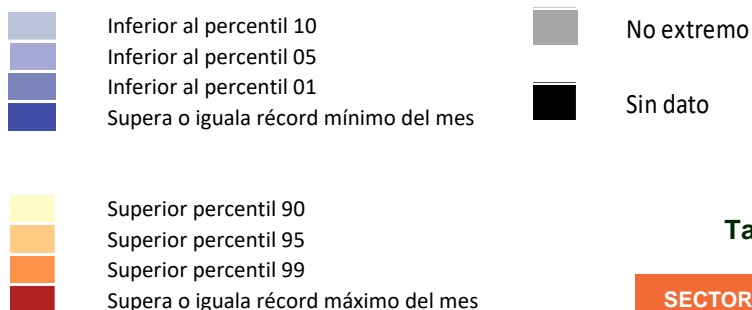 Inferior al percentil 10
Inferior al percentil 05
Inferior al percentil 01
Supera o iguala récord mínimo del mes
No extremo
Sin dato
Superior percentil 90
Superior percentil 95
Superior percentil 99
Supera o iguala récord máximo del mes
Ta
SECTOR